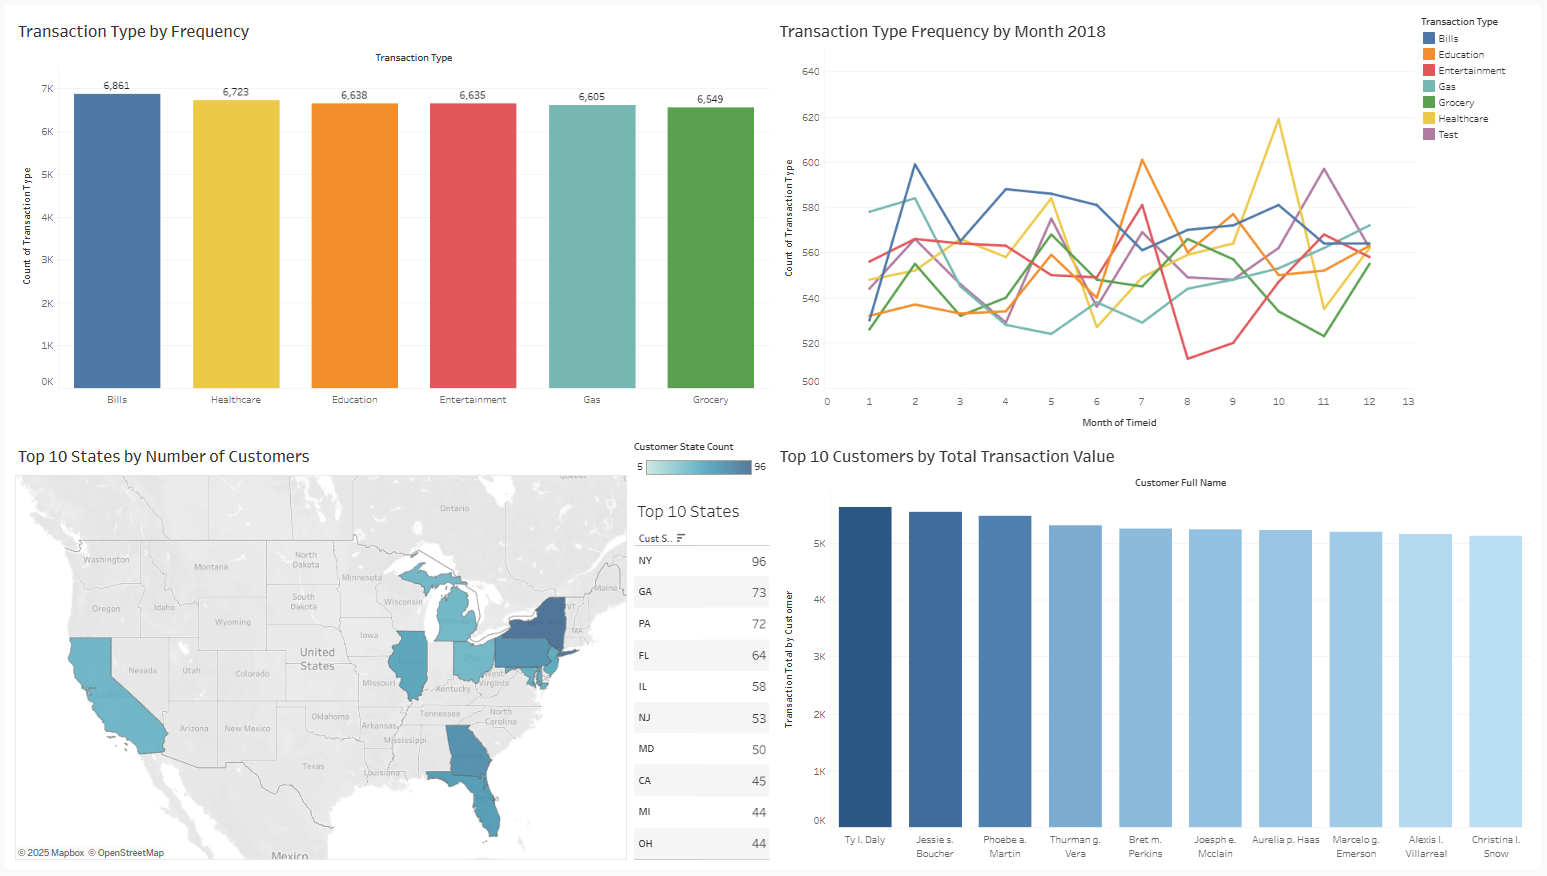 Transaction Type by Frequency
Transaction Type
Count of Transaction Type
7K
6K
5K
4K
3K
2K
1K
0K
6,861
6,723
6,638
6,635
6,605
6,549
Bills
Healthcare
Education
Entertainment
Gas
Grocery
Transaction Type Frequency by Month 2018
Count of Transaction Type
640
620
600
580
560
540
520
500
0
1
2
3
4
5
6
7
8
9
10
11
12
13
Month of Timeid
Transaction Type
Bills
Education
Entertainment
Gas
Grocery
Healthcare
Test
Top 10 States by Number of Customers
Ontario
Washington
Montana
North
Dakota
Minnesota
Maine
Oregon
Idaho
South
Dakota
Wisconsin
VT
Wyoming
MA
Iowa
United
States
Nevada
Utah
Colorado
Missouri
West
Virginia
Kentucky
Arizona
New Mexico
Oklahoma
Arkansas
Tennessee
North
Carolina
Mississippi
Texas
Louisiana
Mexico
© 2025 Mapbox © OpenStreetMap
Customer State Count
5
96
Top 10 States
Cust S..
NY 96
GA 73
PA 72
FL 64
IL 58
NJ 53
MD 50
CA 45
MI 44
OH 44
Top 10 Customers by Total Transaction Value
Customer Full Name
Transaction Total by Customer
5K
4K
3K
2K
1K
0K
Ty l. Daly
Jessie s.
Boucher
Phoebe a.
Martin
Thurman g.
Vera
Bret m.
Perkins
Joesph e.
Mcclain
Aurelia p. Haas
Marcelo g.
Emerson
Alexis l.
Villarreal
Christina l.
Snow